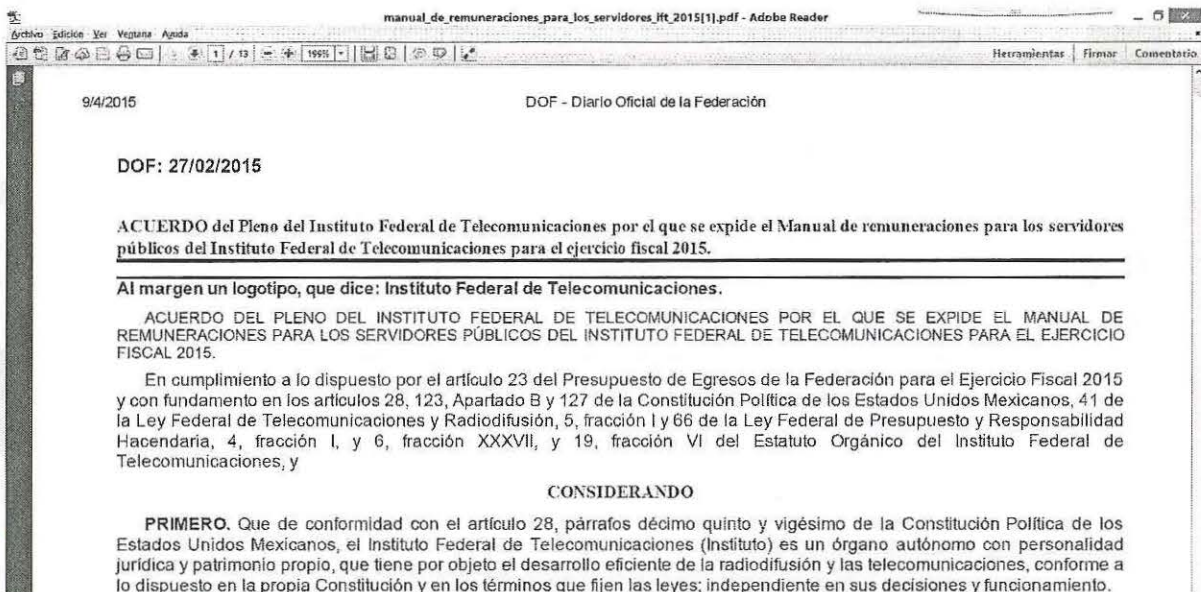 manual_de_remuneraciones_para_los_servidores_ift_2015[1].pdf - Adobe Reader
Archivo Edición Ver Ventana Ayuda
1 / 13 199% Herramientas Firmar Comentario
9/4/2015 DOF - Diario Oficial de la Federación
DOF: 27/02/2015
ACUERDO del Pleno del Instituto Federal de Telecomunicaciones por el que se expide el Manual de remuneraciones para los servidores
públicos del Instituto Federal de Telecomunicaciones para el ejercicio fiscal 2015.
Al margen un logotipo, que dice: Instituto Federal de Telecomunicaciones.
ACUERDO DEL PLENO DEL INSTITUTO FEDERAL DE TELECOMUNICACIONES POR EL QUE SE EXPIDE EL MANUAL DE
REMUNERACIONES PARA LOS SERVIDORES PÚBLICOS DEL INSTITUTO FEDERAL DE TELECOMUNICACIONES PARA EL EJERCICIO
FISCAL 2015.
En cumplimiento a lo dispuesto por el artículo 23 del Presupuesto de Egresos de la Federación para el Ejercicio Fiscal 2015
y con fundamento en los artículos 28, 123, Apartado B y 127 de la Constitución Política de los Estados Unidos Mexicanos, 41 de
la Ley Federal de Telecomunicaciones y Radiodifusión, 5, fracción I y 66 de la Ley Federal de Presupuesto y Responsabilidad
Hacendaria, 4, fracción I, y 6, fracción XXXVII, y 19, fracción VI del Estatuto Orgánico del Instituto Federal de
Telecomunicaciones, y
CONSIDERANDO
PRIMERO. Que de conformidad con el artículo 28, párrafos décimo quinto y vigésimo de la Constitución Política de los
Estados Unidos Mexicanos, el Instituto Federal de Telecomunicaciones (Instituto) es un órgano autónomo con personalidad
jurídica y patrimonio propio, que tiene por objeto el desarrollo eficiente de la radiodifusión y las telecomunicaciones, conforme a
lo dispuesto en la propia Constitución y en los términos que fijen las leyes; independiente en sus decisiones y funcionamiento.